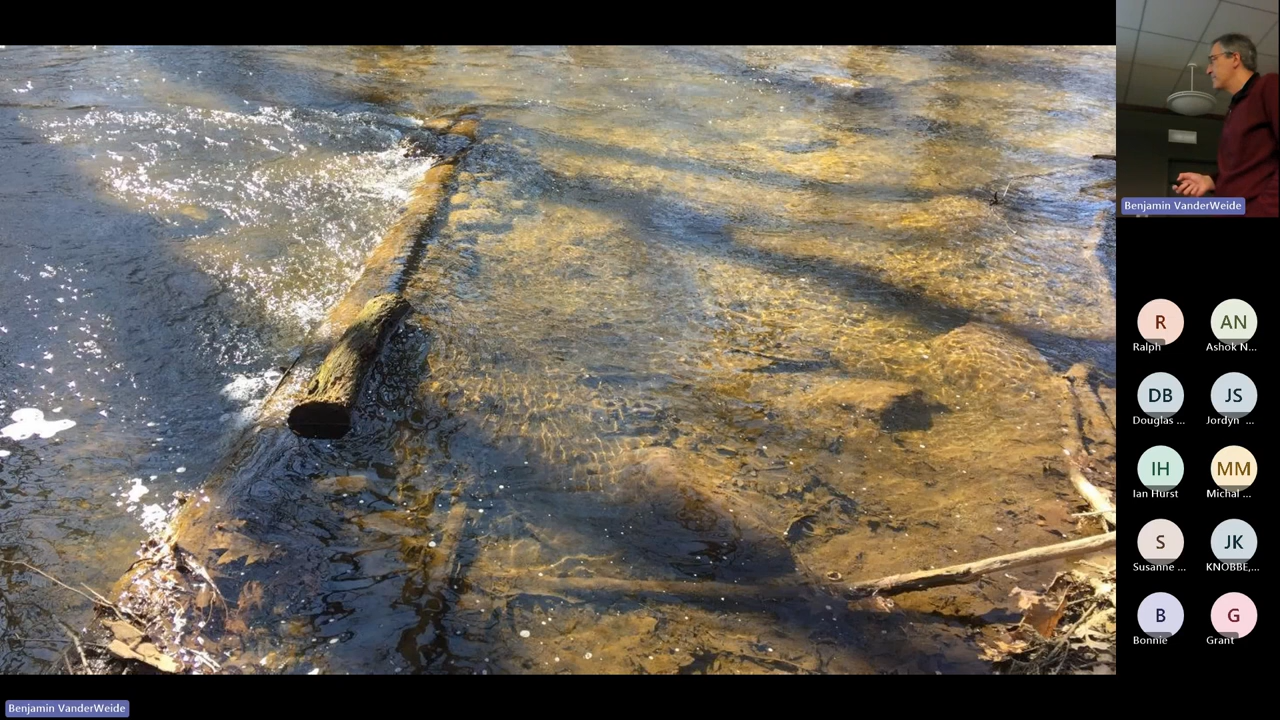 Benjamin VanderWeide
R
AN
Ralph
Ashok N...
DB
JS
Douglas ...
Jordyn ...
IH
MM
Ian Hurst
Michal ...
S
JK
Susanne ...
KNOBBE,...
B
G
Bonnie
Grant
Benjamin VanderWeide